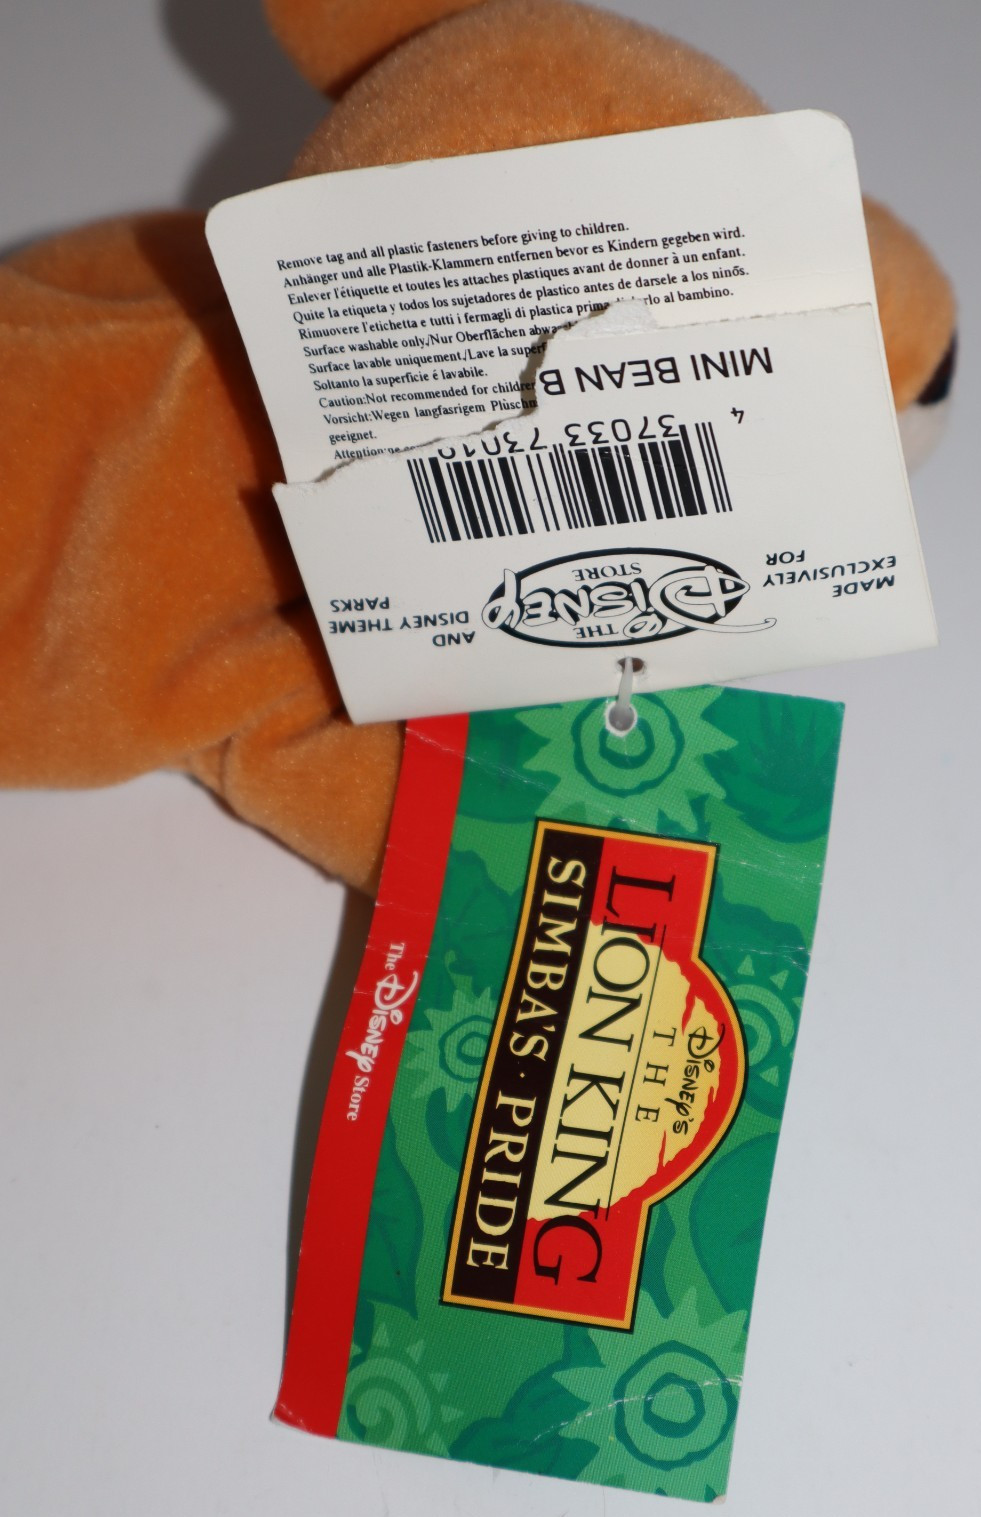 Remove tag and all plastic fasteners before giving to children.
Anhänger und alle Plastik-Klammern entfernen bevor es Kindern gegeben wird.
Enlever l'étiquette et toutes les attaches plastiques avant de donner à un enfant.
Quite la etiqueta y todos los sujetadores de plastico antes de darsele a los ninõs.
Rimuovere l'etichetta e tutti i fermagli di plastica prima al bambino.
Surface washable only./Nur Oberflächen
Surface lavable uniquement./Lave la
Soltanto la superficie é lavabile.
Caution:Not recommended for
Vorsicht:Wegen langfasrigem
geeignet.
MINI BEAN B
4 37033 73010
MADE
EXCLUSIVELY
FOR
THE
DISNEY
STORE
AND
DISNEY THEME
PARKS
DISNEY'S
THE
LION KING
SIMBA'S · PRIDE
The DISNEY Store